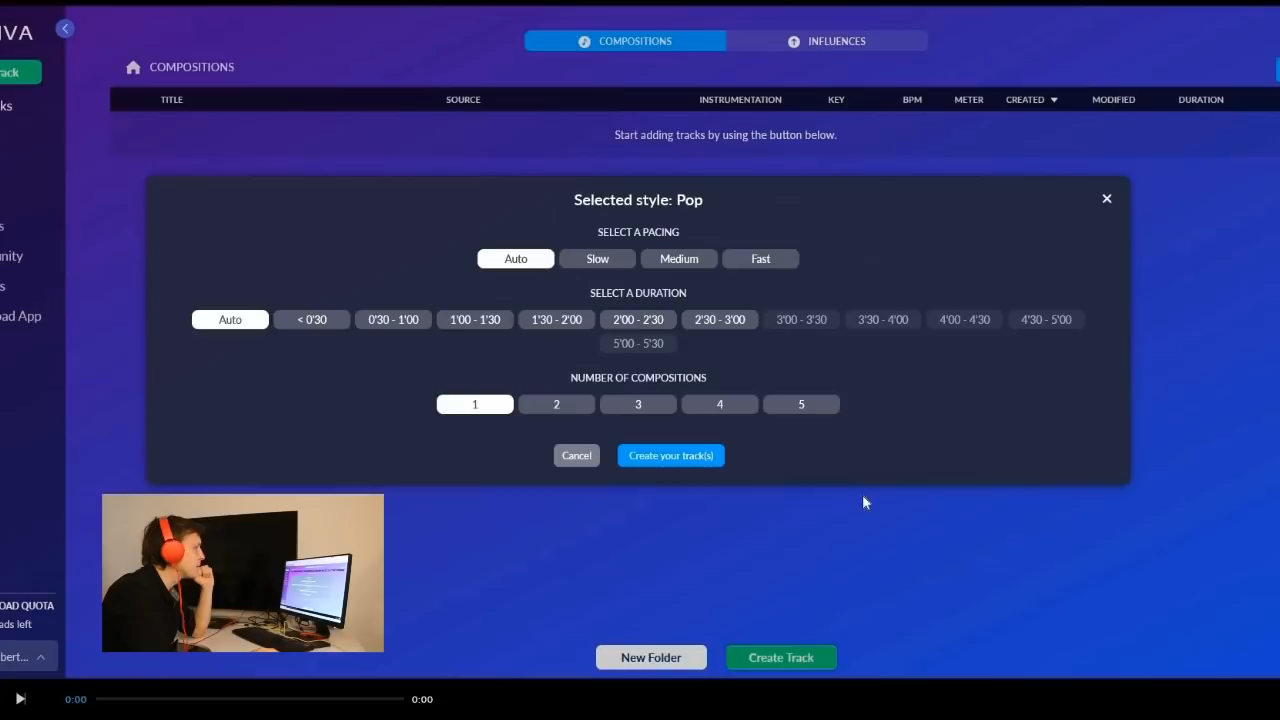 IVA
COMPOSITIONS INFLUENCES
rack
COMPOSITIONS
ks
TITLE SOURCE INSTRUMENTATION KEY BPM METER CREATED MODIFIED DURATION
Start adding tracks by using the button below.
Selected style: Pop
SELECT A PACING
Auto Slow Medium Fast
SELECT A DURATION
Auto < 0'30 0'30 - 1'00 1'00 - 1'30 1'30 - 2'00 2'00 - 2'30 2'30 - 3'00 3'00 - 3'30 3'30 - 4'00 4'00 - 4'30 4'30 - 5'00
5'00 - 5'30
NUMBER OF COMPOSITIONS
1 2 3 4 5
Cancel Create your track(s)
s
unity
s
oad App
OAD QUOTA
ads left
bert...
New Folder Create Track
0:00 0:00